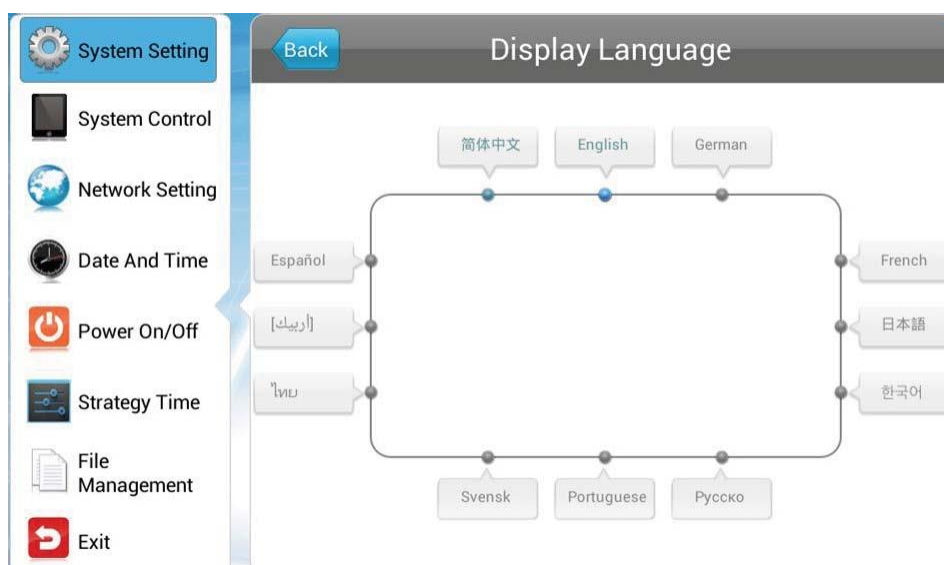 System Setting
System Control
Network Setting
Date And Time
Power On/Off
Strategy Time
File
Management
Exit
Back
Display Language
简体中文
English
German
Español
French
[أربيك]
日本語
ไทย
한국어
Svensk
Portuguese
Русско